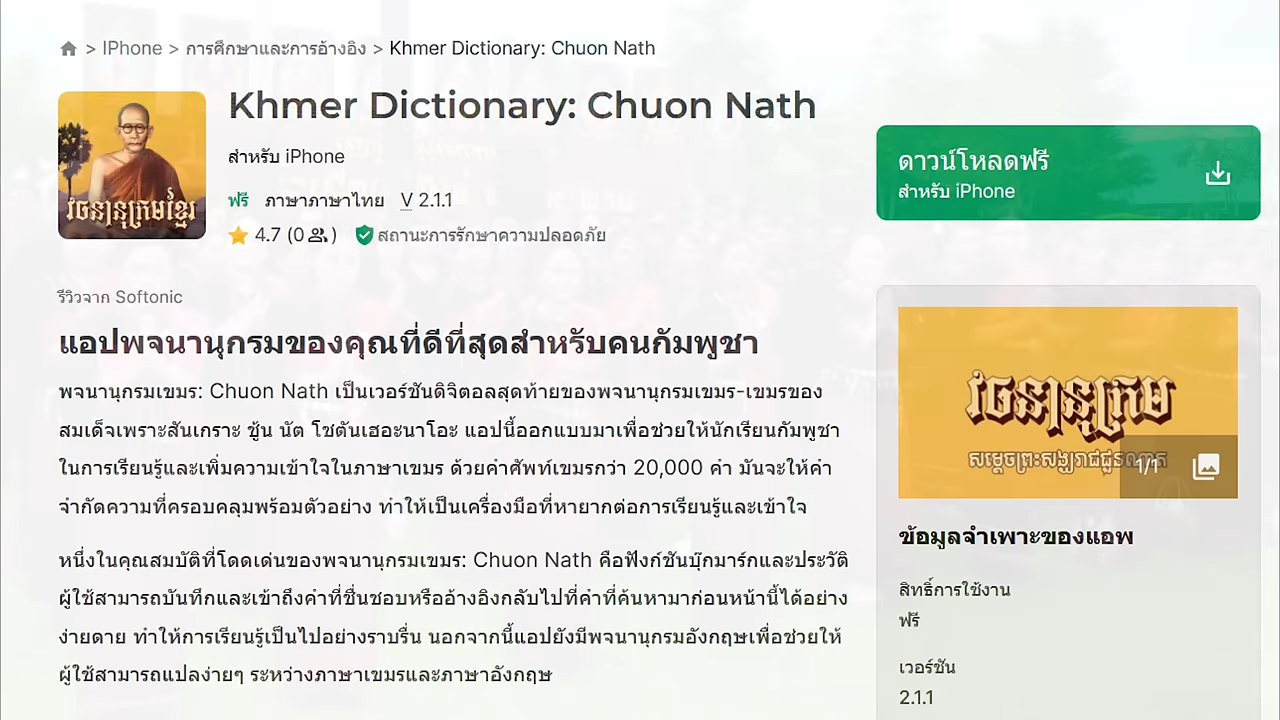 > IPhone > การศึกษาและการอ้างอิง > Khmer Dictionary: Chuon Nath
Khmer Dictionary: Chuon Nath
สำหรับ iPhone
ฟรี ภาษาภาษาไทย V 2.1.1
4.7 (0)
สถานะการรักษาความปลอดภัย
វចនានុក្រមខ្មែរ
ดาวน์โหลดฟรี
สำหรับ iPhone
รีวิวจาก Softonic
แอปพจนานุกรมของคุณที่ดีที่สุดสำหรับคนกัมพูชา
พจนานุกรมเขมร: Chuon Nath เป็นเวอร์ชันดิจิตอลสุดท้ายของพจนานุกรมเขมร-เขมรของ
สมเด็จเพราะสันเกราะ ชู้น นัต โชตันเฮอะนาโอะ แอปนี้ออกแบบมาเพื่อช่วยให้นักเรียนกัมพูชา
ในการเรียนรู้และเพิ่มความเข้าใจในภาษาเขมร ด้วยคำศัพท์เขมรกว่า 20,000 คำ มันจะให้คำ
จำกัดความที่ครอบคลุมพร้อมตัวอย่าง ทำให้เป็นเครื่องมือที่หายากต่อการเรียนรู้และเข้าใจ
หนึ่งในคุณสมบัติที่โดดเด่นของพจนานุกรมเขมร: Chuon Nath คือฟังก์ชันบุ๊กมาร์กและประวัติ
ผู้ใช้สามารถบันทึกและเข้าถึงคำที่ชื่นชอบหรืออ้างอิงกลับไปที่คำที่ค้นหามาก่อนหน้านี้ได้อย่าง
ง่ายดาย ทำให้การเรียนรู้เป็นไปอย่างราบรื่น นอกจากนี้แอปยังมีพจนานุกรมอังกฤษเพื่อช่วยให้
ผู้ใช้สามารถแปลง่ายๆ ระหว่างภาษาเขมรและภาษาอังกฤษ
វចនានុក្រម
សម្តេចព្រះសង្ឃរាជជួនណាត
1/1
ข้อมูลจำเพาะของแอพ
สิทธิ์การใช้งาน
ฟรี
เวอร์ชัน
2.1.1